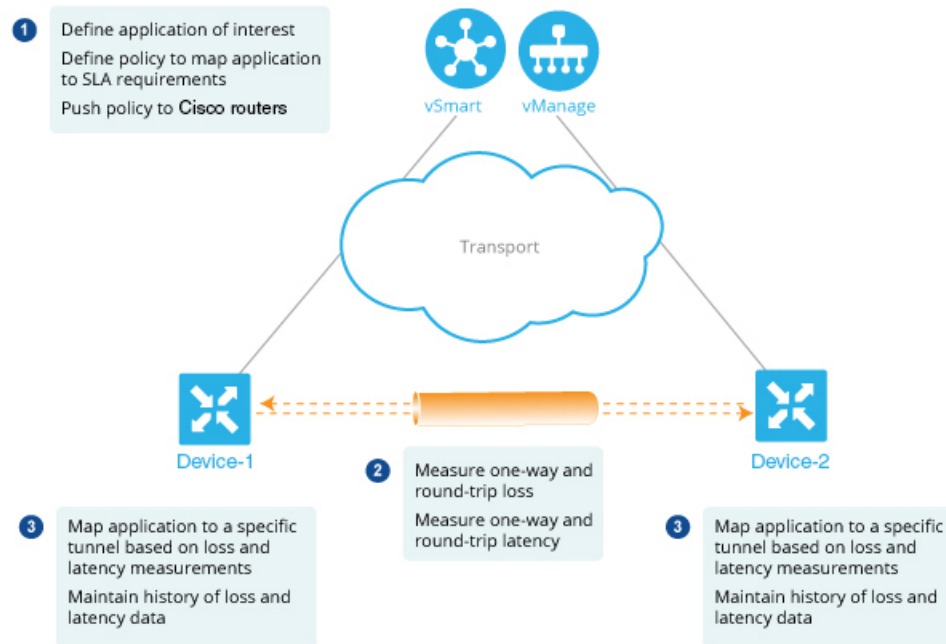 1
Define application of interest
Define policy to map application
to SLA requirements
Push policy to Cisco routers
vSmart
vManage
Transport
Device-1
Device-2
2
Measure one-way and
round-trip loss
Measure one-way and
round-trip latency
3
Map application to a specific
tunnel based on loss and
latency measurements
Maintain history of loss and
latency data
3
Map application to a specific
tunnel based on loss and
latency measurements
Maintain history of loss and
latency data